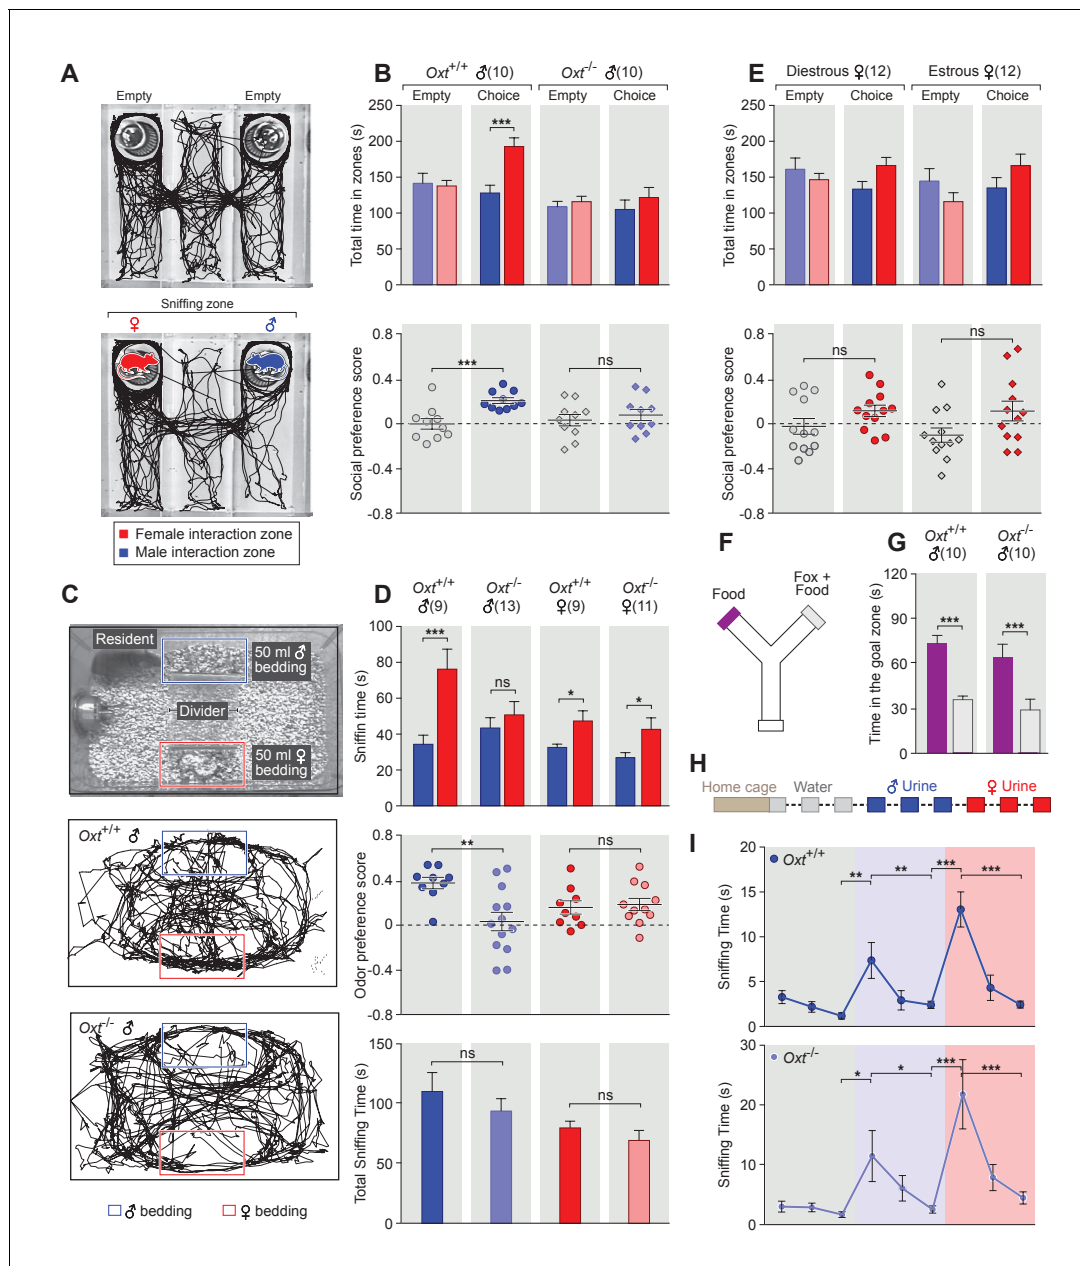 A
Empty
Empty
Sniffing zone
♀
♂
Female interaction zone
Male interaction zone
B
Oxt+/+ ♂(10)
Oxt-/- ♂(10)
Empty
Choice
Empty
Choice
Total time in zones (s)
250
200
150
100
50
0
***
Social preference score
0.8
0.4
0
-0.4
-0.8
***
ns
E
Diestrous ♀(12)
Estrous ♀(12)
Empty
Choice
Empty
Choice
Total time in zones (s)
250
200
150
100
50
0
Social preference score
0.8
0.4
0
-0.4
-0.8
ns
ns
C
Resident
50 ml ♂
bedding
Divider
50 ml ♀
bedding
Oxt+/+ ♂
Oxt-/- ♂
♂ bedding
♀ bedding
D
Oxt+/+
♂(9)
Oxt-/-
♂(13)
Oxt+/+
♀(9)
Oxt-/-
♀(11)
Sniffin time (s)
100
80
60
40
20
0
***
ns
*
*
Odor preference score
0.8
0.4
0
-0.4
-0.8
**
ns
Total Sniffing Time (s)
150
100
50
0
ns
ns
F
Food
Fox +
Food
G
Oxt+/+
♂(10)
Oxt-/-
♂(10)
Time in the goal zone (s)
120
90
60
30
0
***
***
H
Home cage
Water
♂ Urine
♀ Urine
I
Oxt+/+
Sniffing Time (s)
20
15
10
5
0
**
**
***
***
Oxt-/-
Sniffing Time (s)
30
20
10
0
*
*
***
***